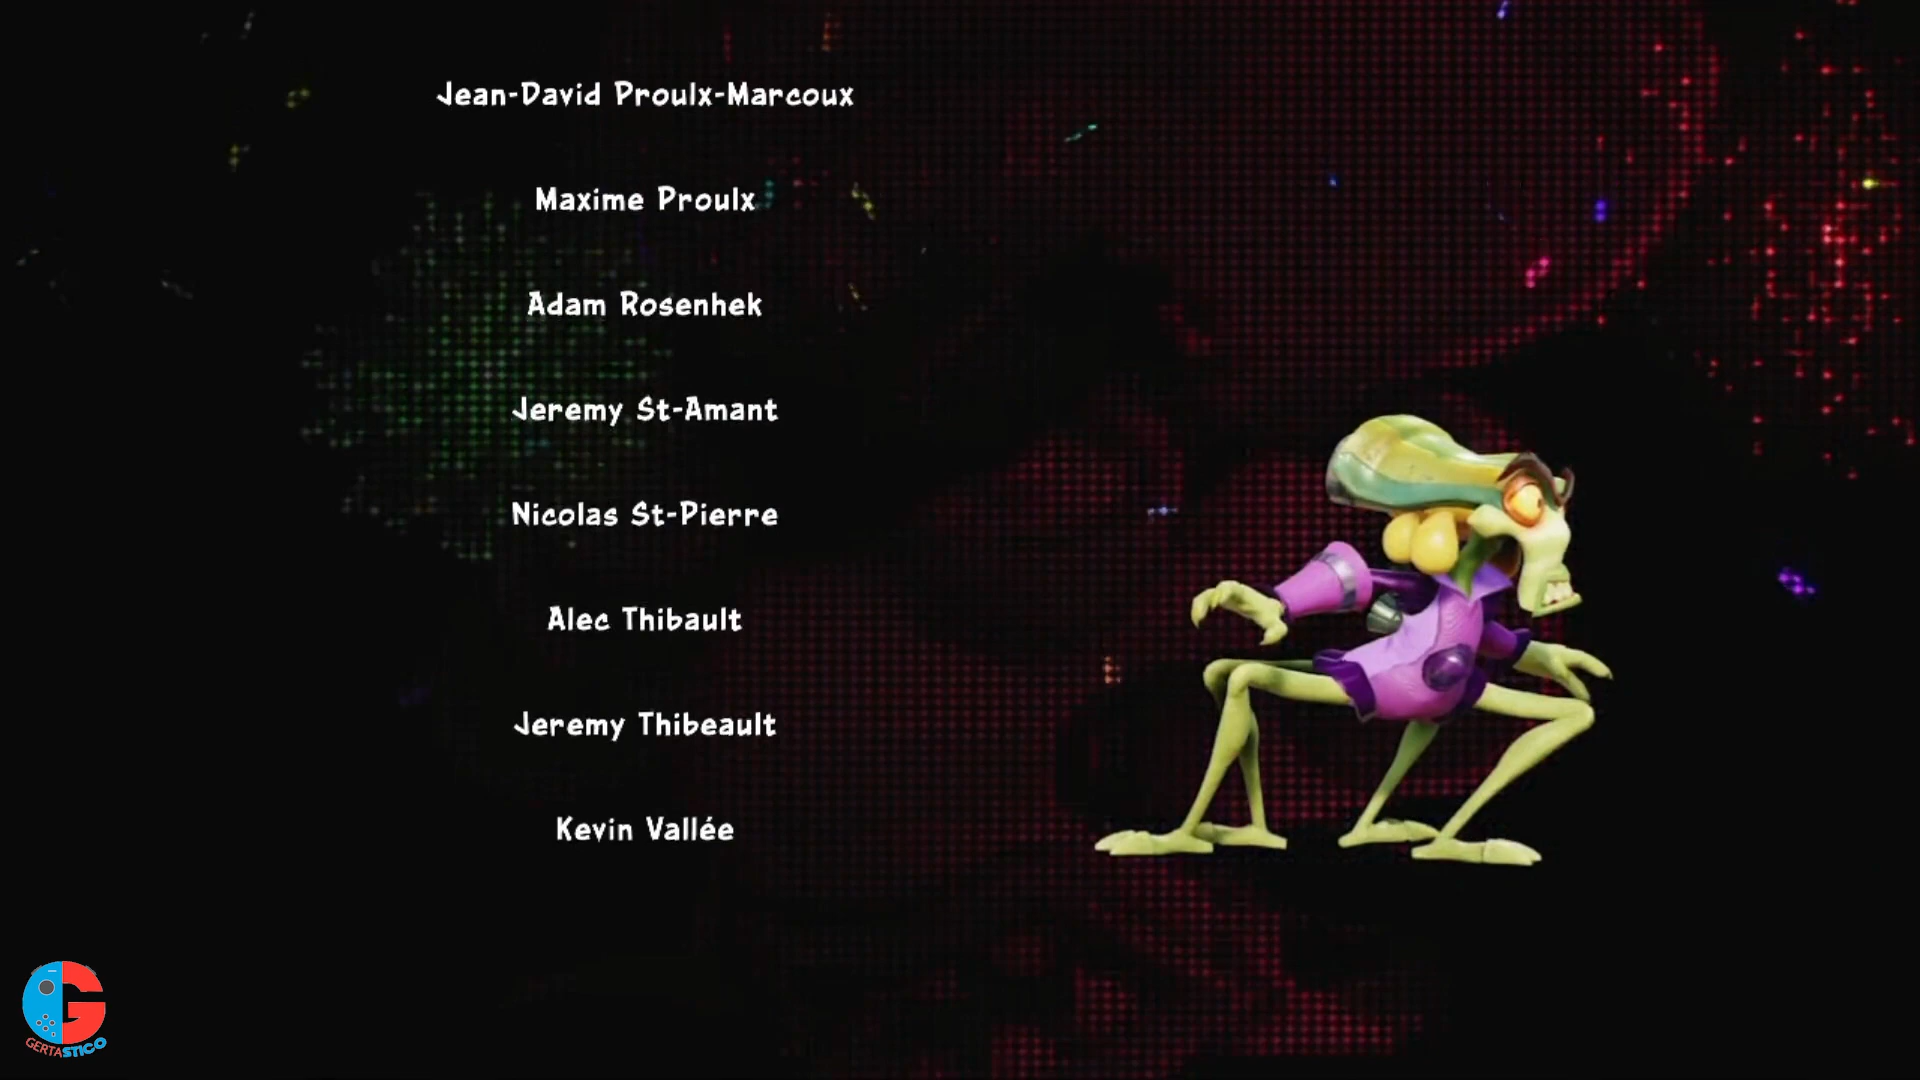 Jean-David Proulx-Marcoux
Maxime Proulx
Adam Rosenhek
Jeremy St-Amant
Nicolas St-Pierre
Alec Thibault
Jeremy Thibeault
Kevin Vallée
GERTASTICO